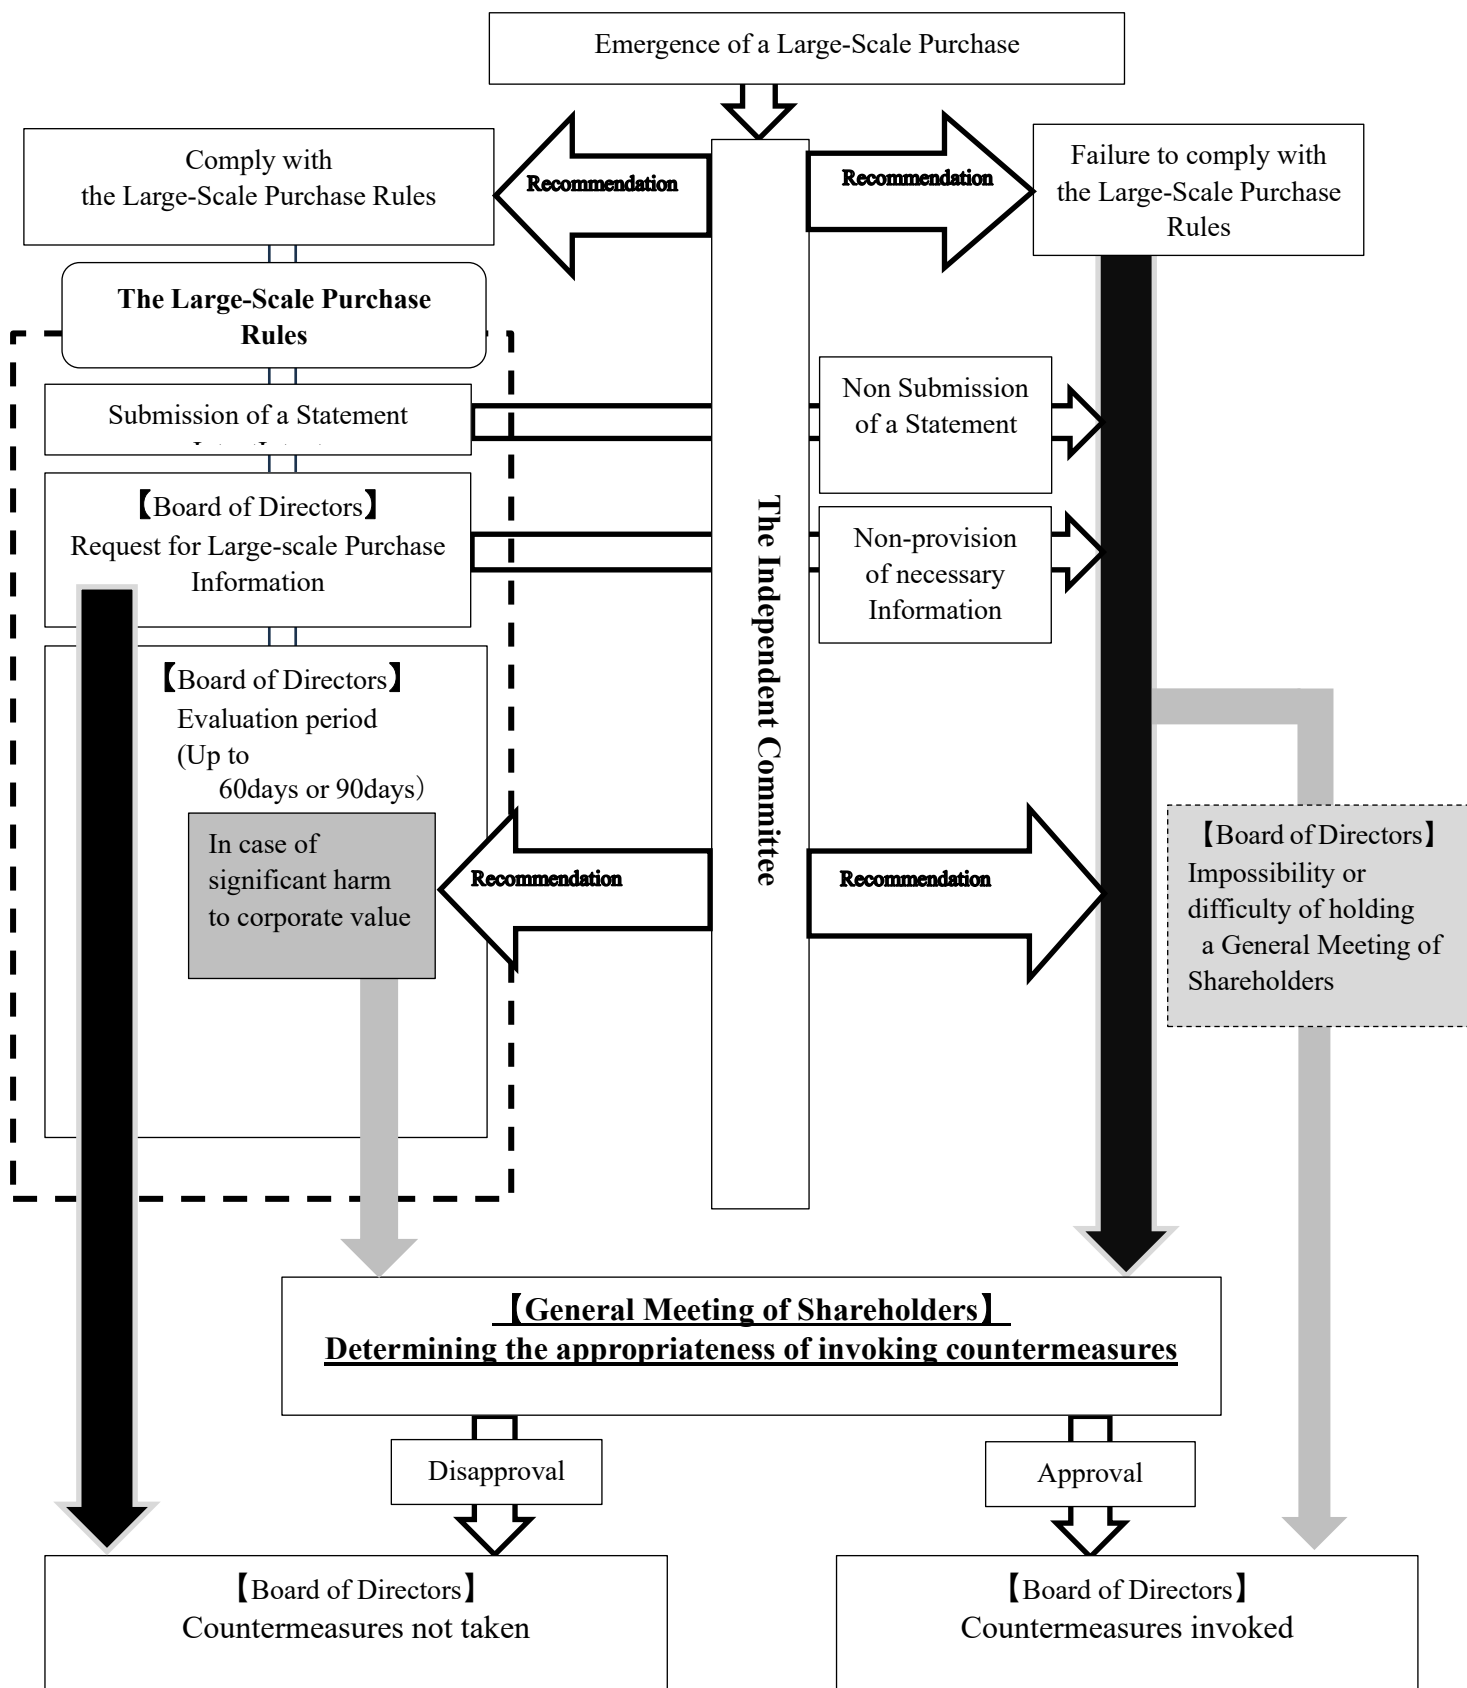 Emergence of a Large-Scale Purchase
Comply with
the Large-Scale Purchase Rules
Recommendation
Recommendation
Failure to comply with
the Large-Scale Purchase
Rules
The Large-Scale Purchase
Rules
Submission of a Statement
Non Submission
of a Statement
【Board of Directors】
Request for Large-scale Purchase
Information
The Independent Committee
Non-provision
of necessary
Information
【Board of Directors】
Evaluation period
(Up to
60days or 90days）
In case of
significant harm
to corporate value
Recommendation
Recommendation
【Board of Directors】
Impossibility or
difficulty of holding
a General Meeting of
Shareholders
【General Meeting of Shareholders】
Determining the appropriateness of invoking countermeasures
Disapproval
Approval
【Board of Directors】
Countermeasures not taken
【Board of Directors】
Countermeasures invoked